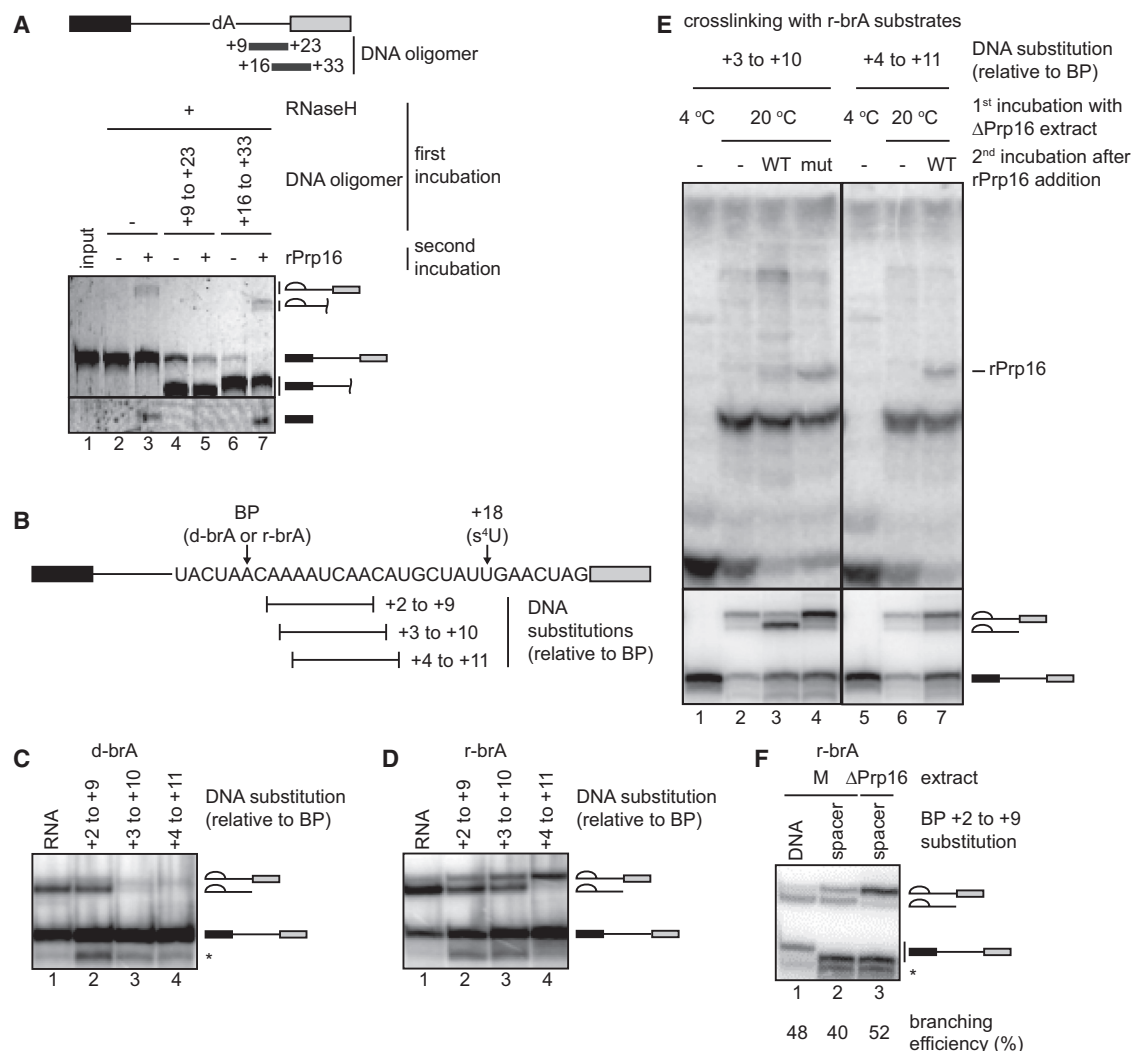 A
dA
+9 +23
+16 +33
DNA oligomer
+
RNaseH
- +9 to +23 +16 to +33
DNA oligomer
first
incubation
input - + - + - +
rPrp16
second
incubation
1 2 3 4 5 6 7
B
BP
(d-brA or r-brA)
+18
(s⁴U)
UACUAACAAAAUCAACAUGCUAUUGAACUAG
+2 to +9
+3 to +10
+4 to +11
DNA
substitutions
(relative to BP)
C
d-brA
RNA +2 to +9 +3 to +10 +4 to +11
DNA substitution
(relative to BP)
*
1 2 3 4
D
r-brA
RNA +2 to +9 +3 to +10 +4 to +11
DNA substitution
(relative to BP)
1 2 3 4
E
crosslinking with r-brA substrates
+3 to +10 +4 to +11
DNA substitution
(relative to BP)
4 °C 20 °C 4 °C 20 °C
1st incubation with
ΔPrp16 extract
- - WT mut - - WT
2nd incubation after
rPrp16 addition
rPrp16
1 2 3 4 5 6 7
F
r-brA
M ΔPrp16 extract
DNA spacer spacer
BP +2 to +9
substitution
*
1 2 3
48 40 52
branching
efficiency (%)